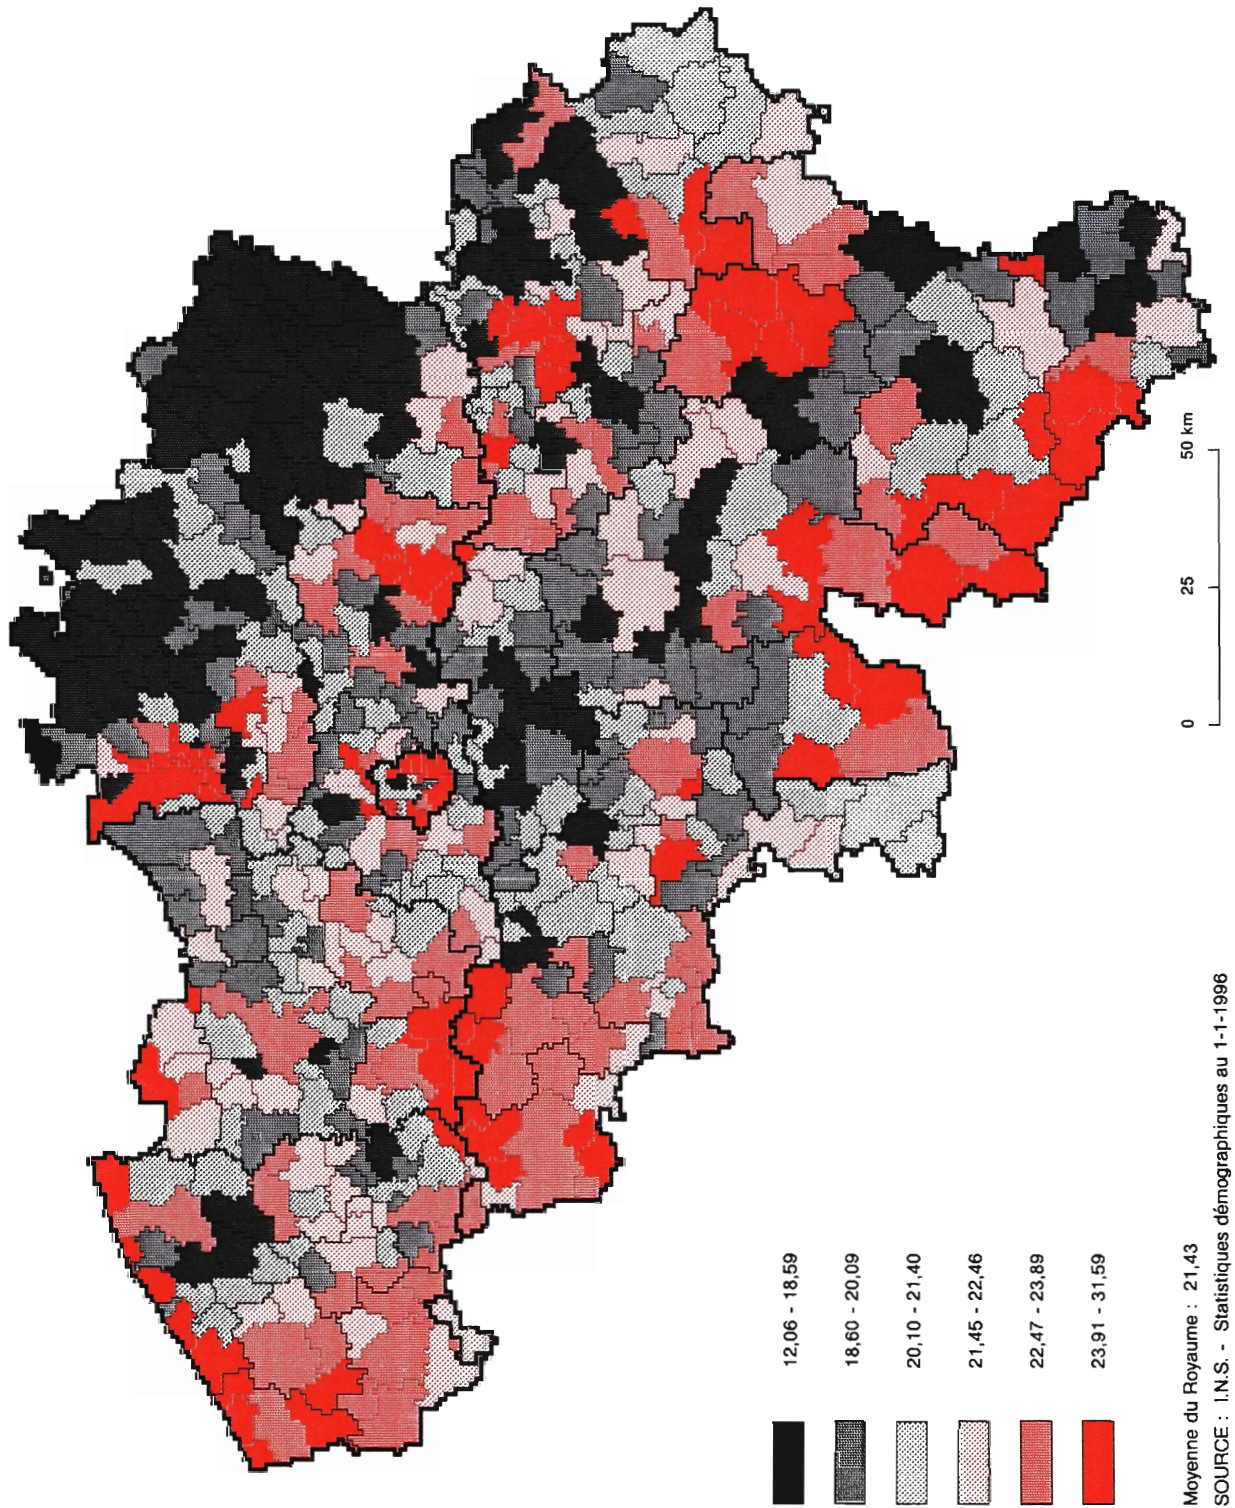 12,06 - 18,59
18,60 - 20,09
20,10 - 21,40
21,45 - 22,46
22,47 - 23,89
23,91 - 31,59
0 25 50 km
Moyenne du Royaume : 21,43
SOURCE : I.N.S. - Statistiques démographiques au 1-1-1996